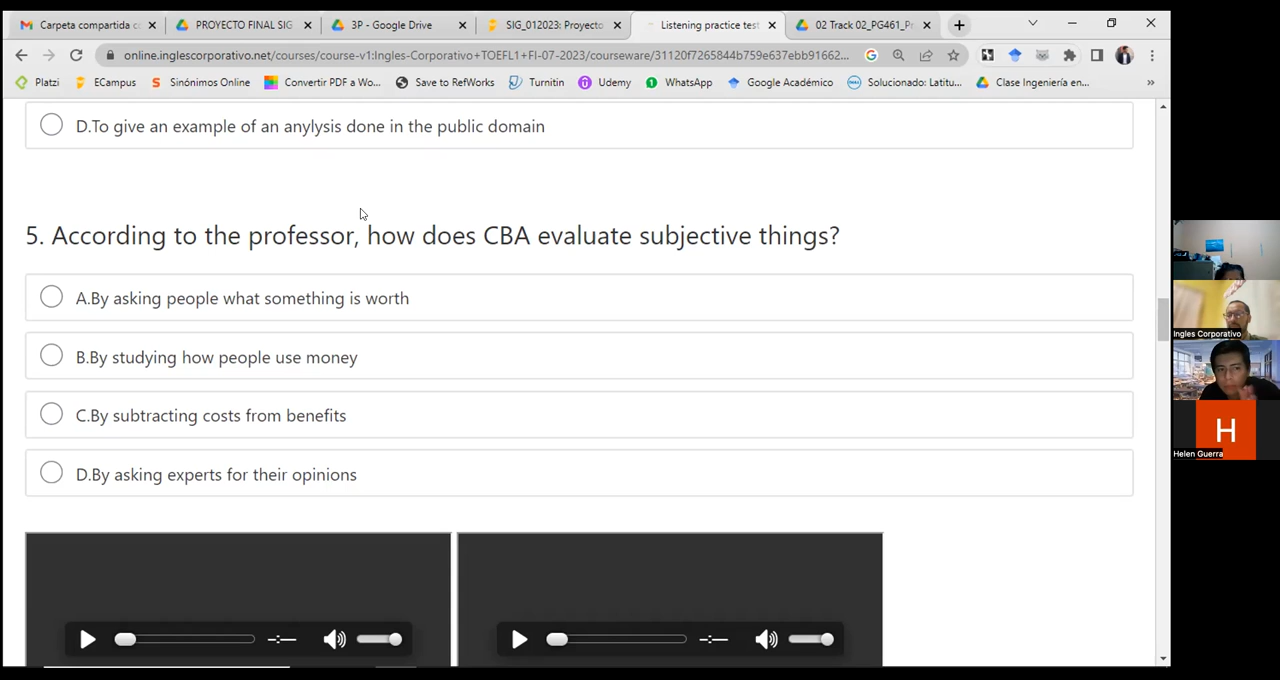 Carpeta compartida c
PROYECTO FINAL SIG
3P - Google Drive
SIG_012023: Proyecto
Listening practice test
02 Track 02_PG461_Pr
online.inglescorporativo.net/courses/course-v1:Ingles-Corporativo+TOEFL1+FI-07-2023/courseware/31120f7265844b759e637ebb91662...
Platzi
ECampus
Sinónimos Online
Convertir PDF a Wo...
Save to RefWorks
Turnitin
Udemy
WhatsApp
Google Académico
Solucionado: Latitu...
Clase Ingeniería en...
»
D.To give an example of an anylysis done in the public domain
5. According to the professor, how does CBA evaluate subjective things?
A.By asking people what something is worth
B.By studying how people use money
C.By subtracting costs from benefits
D.By asking experts for their opinions
-:--
-:--
Ingles Corporativo
H
Helen Guerra